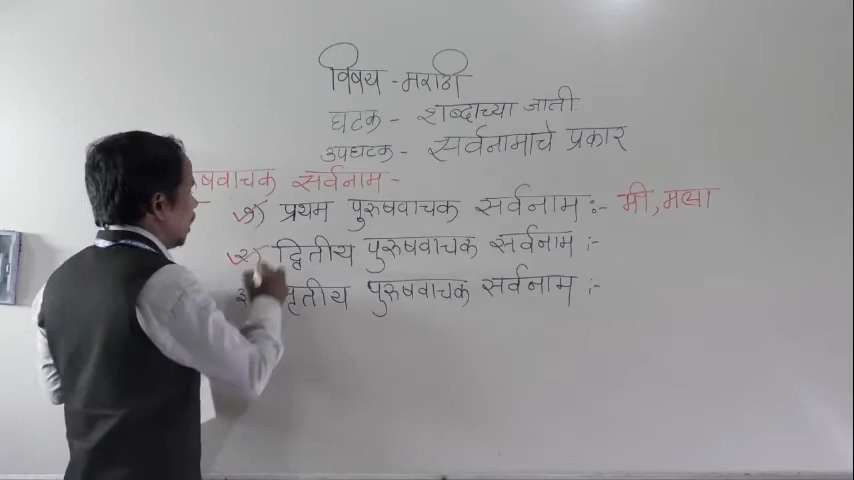 विषय - मराठी
घटक - शब्दाच्या जाती.
उपघटक - सर्वनामाचे प्रकार
षवाचक सर्वनाम -
१) प्रथम पुरुषवाचक सर्वनाम :- मी, मला
२) द्वितीय पुरुषवाचक सर्वनाम :-
३ तृतीय पुरुषवाचक सर्वनाम :-